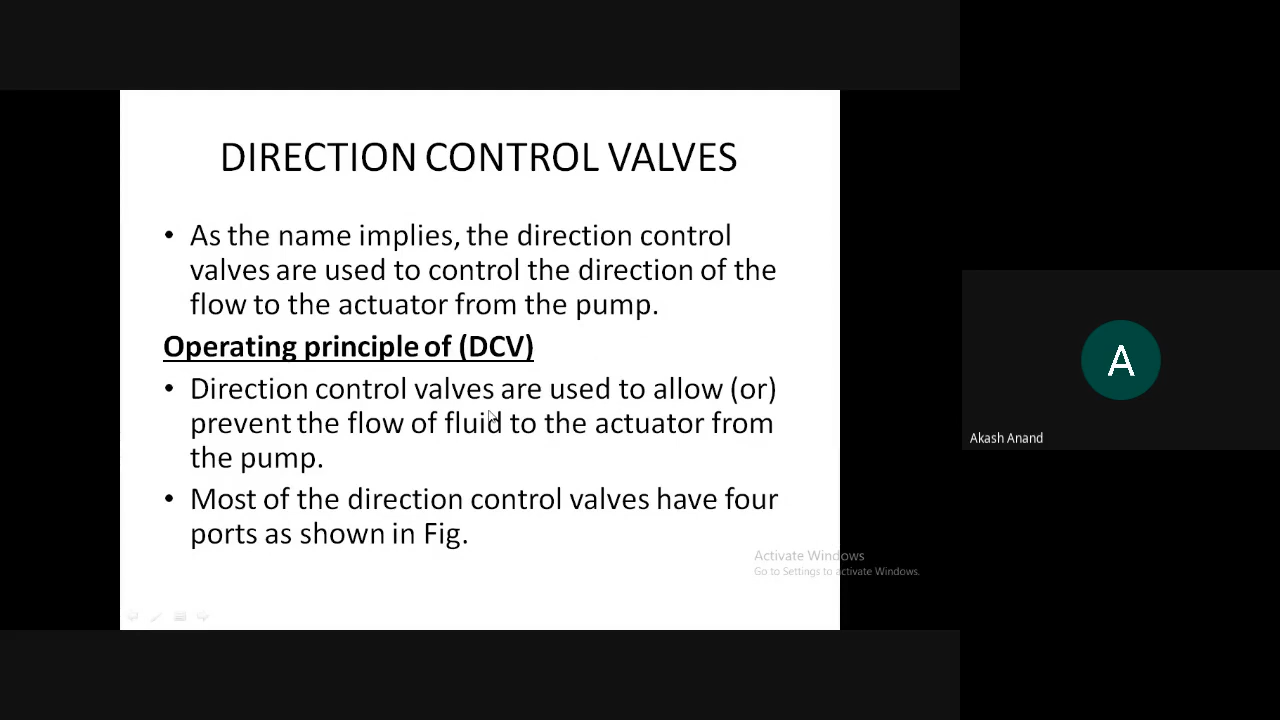 DIRECTION CONTROL VALVES
• As the name implies, the direction control
valves are used to control the direction of the
flow to the actuator from the pump.
Operating principle of (DCV)
• Direction control valves are used to allow (or)
prevent the flow of fluid to the actuator from
the pump.
• Most of the direction control valves have four
ports as shown in Fig.
Activate Windows
Go to Settings to activate Windows.
A
Akash Anand